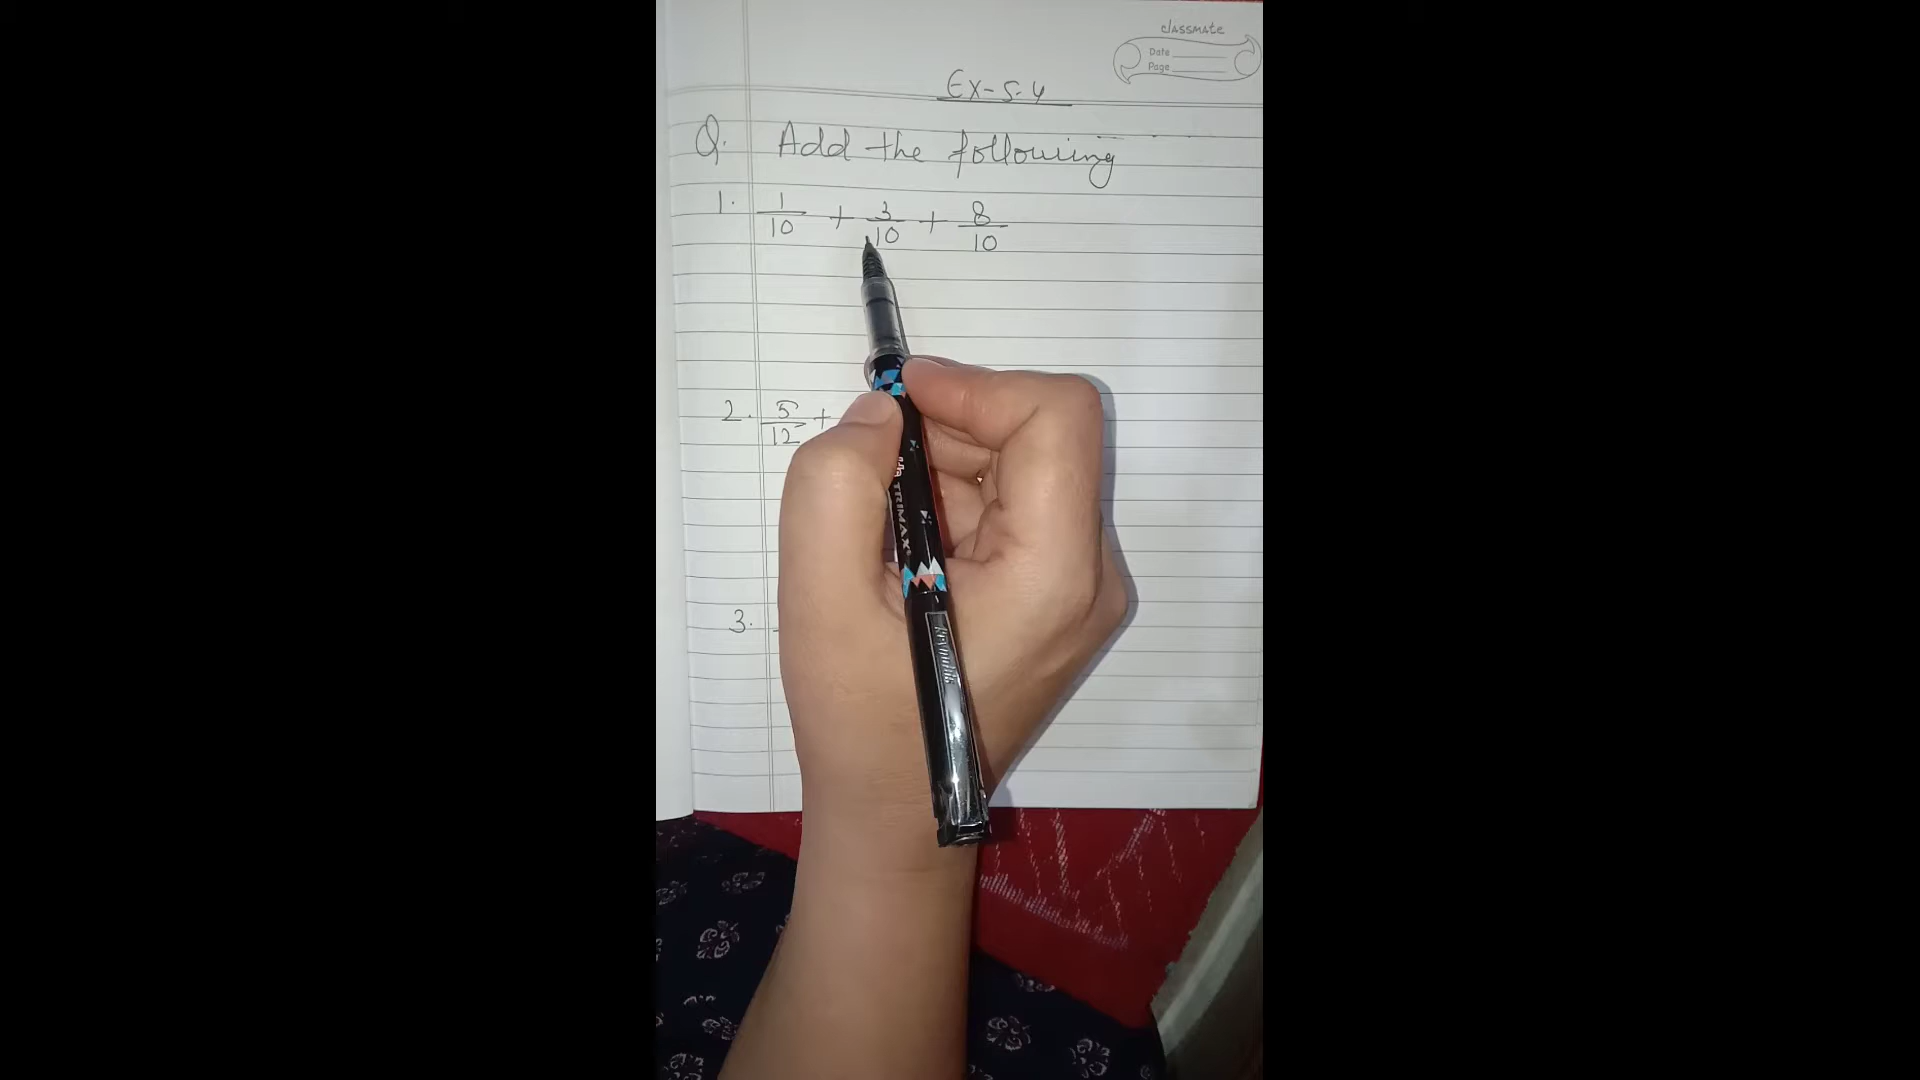 classmate
Date
Page
Ex-5.4
Q. Add the following
1. 1/10 + 3/10 + 8/10
2. 5/12 +
3.
TRIMAX